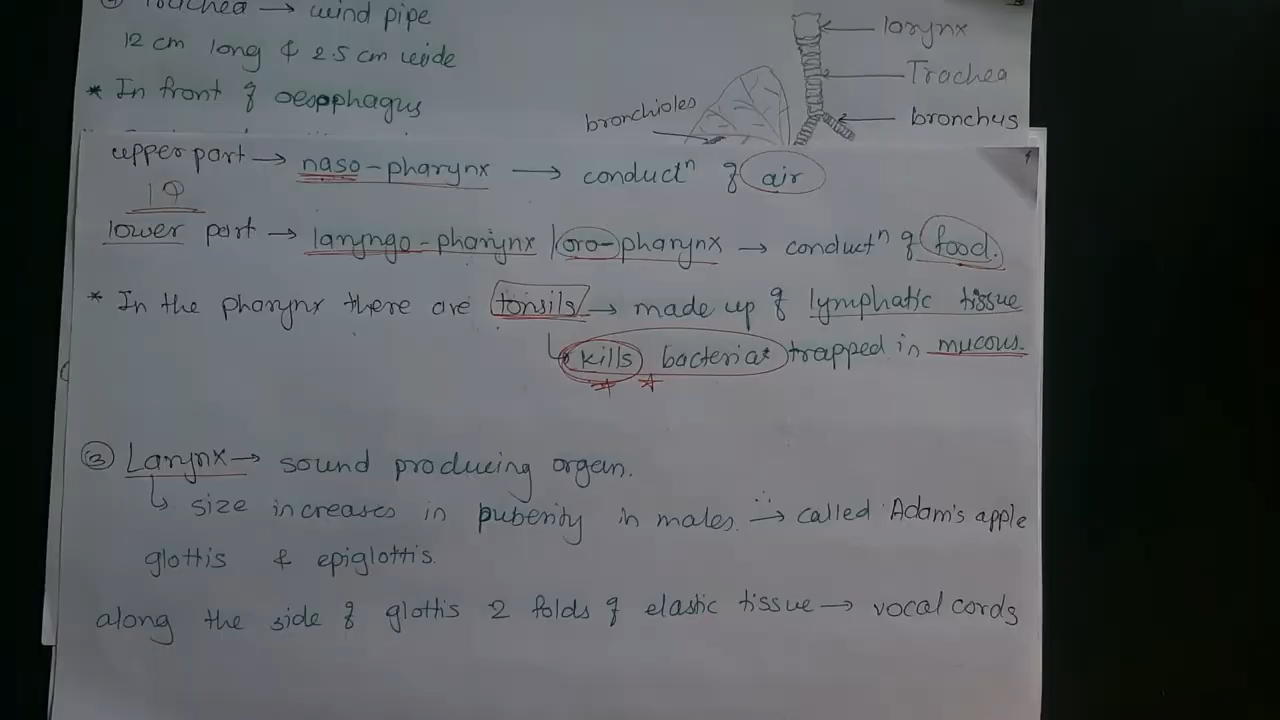 Trachea → wind pipe
12 cm long & 2.5 cm wide
* In front of oesopphagus
larynx
Trachea
bronchus
bronchioles
upper part → naso-pharynx → conductⁿ of air
1Q
lower part → laryngo-pharynx / oro-pharynx → conductⁿ of food.
* In the pharynx there are tonsils → made up of lymphatic tissue
↳ kills bacteria* trapped in mucous.
③ Larynx → sound producing organ.
↳ size increases in puberity in males. ∴ → called Adam's apple
glottis & epiglottis.
along the side of glottis 2 folds of elastic tissue → vocal cords